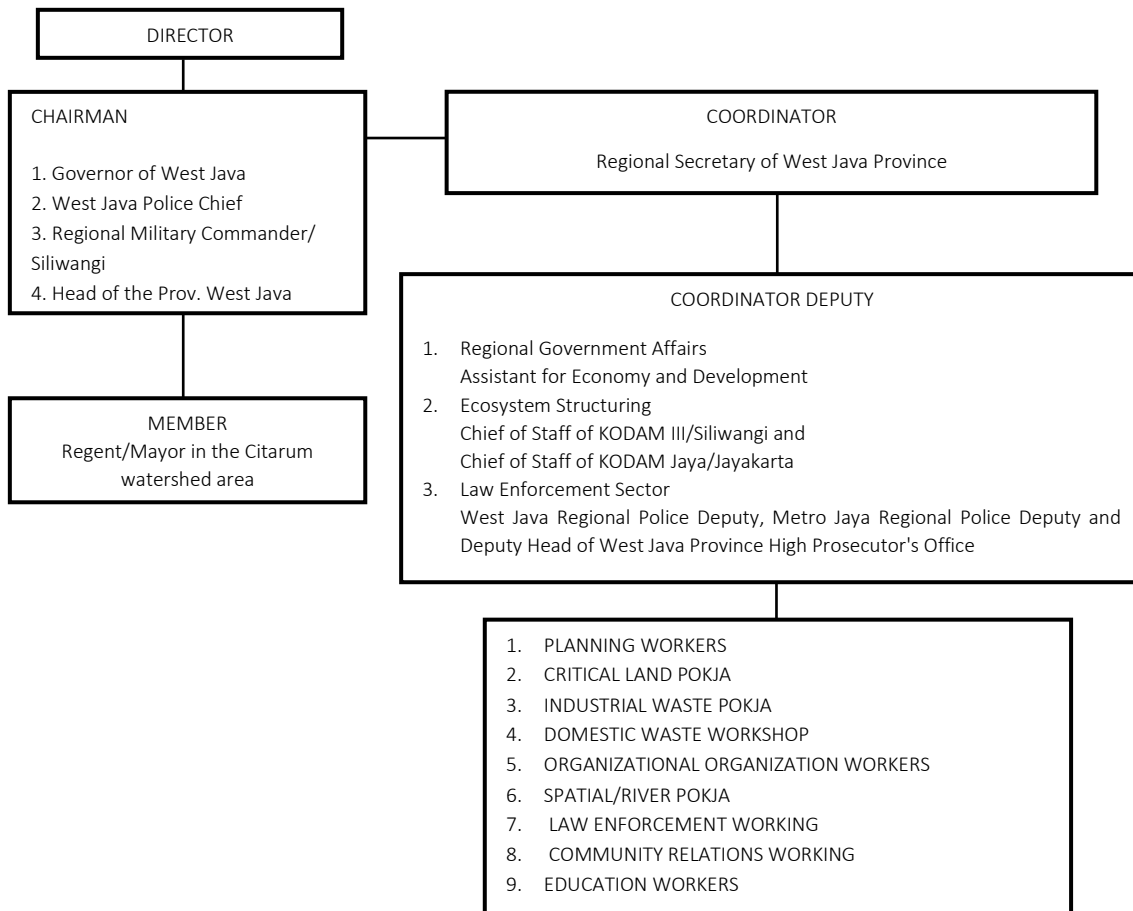 DIRECTOR
CHAIRMAN
1. Governor of West Java
2. West Java Police Chief
3. Regional Military Commander/
Siliwangi
4. Head of the Prov. West Java
COORDINATOR
Regional Secretary of West Java Province
MEMBER
Regent/Mayor in the Citarum
watershed area
COORDINATOR DEPUTY
1. Regional Government Affairs
Assistant for Economy and Development
2. Ecosystem Structuring
Chief of Staff of KODAM III/Siliwangi and
Chief of Staff of KODAM Jaya/Jayakarta
3. Law Enforcement Sector
West Java Regional Police Deputy, Metro Jaya Regional Police Deputy and
Deputy Head of West Java Province High Prosecutor's Office
1. PLANNING WORKERS
2. CRITICAL LAND POKJA
3. INDUSTRIAL WASTE POKJA
4. DOMESTIC WASTE WORKSHOP
5. ORGANIZATIONAL ORGANIZATION WORKERS
6. SPATIAL/RIVER POKJA
7. LAW ENFORCEMENT WORKING
8. COMMUNITY RELATIONS WORKING
9. EDUCATION WORKERS